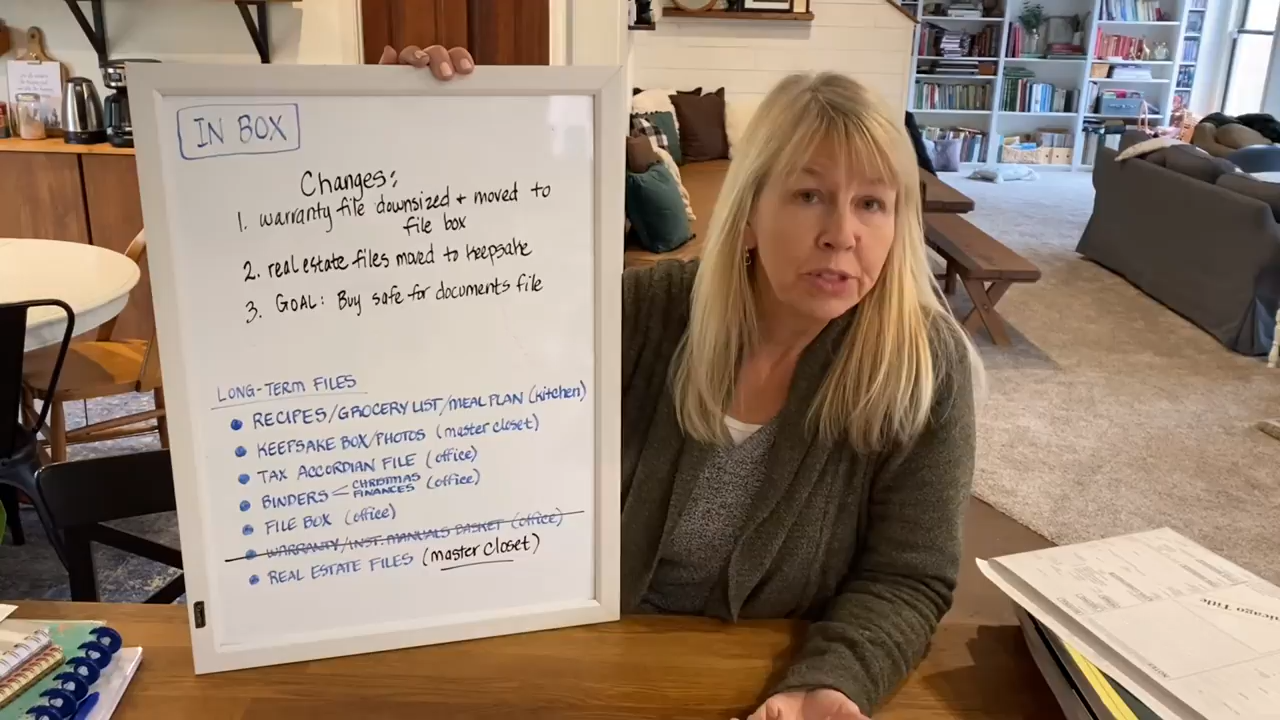 IN BOX
Changes:
1. warranty file downsized + moved to
file box
2. real estate files moved to keepsake
3. GOAL: Buy safe for documents file
LONG-TERM FILES
• RECIPES/GROCERY LIST/MEAL PLAN (kitchen)
• KEEPSAKE BOX/PHOTOS (master closet)
• TAX ACCORDIAN FILE (office)
• BINDERS < CHRISTMAS FINANCES (office)
• FILE BOX (office)
• WARRANTY/INST. MANUALS BASKET (office)
• REAL ESTATE FILES (master closet)
icago Title